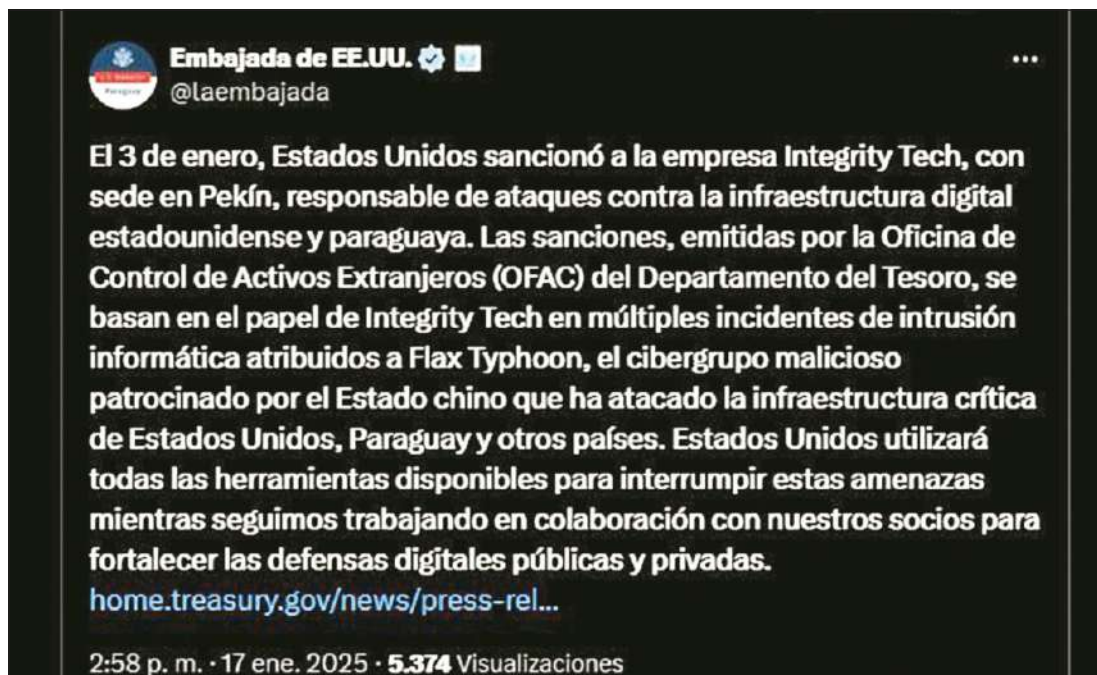 Embajada de EE.UU.
@laembajada
El 3 de enero, Estados Unidos sancionó a la empresa Integrity Tech, con
sede en Pekín, responsable de ataques contra la infraestructura digital
estadounidense y paraguaya. Las sanciones, emitidas por la Oficina de
Control de Activos Extranjeros (OFAC) del Departamento del Tesoro, se
basan en el papel de Integrity Tech en múltiples incidentes de intrusión
informática atribuidos a Flax Typhoon, el cibergrupo malicioso
patrocinado por el Estado chino que ha atacado la infraestructura crítica
de Estados Unidos, Paraguay y otros países. Estados Unidos utilizará
todas las herramientas disponibles para interrumpir estas amenazas
mientras seguimos trabajando en colaboración con nuestros socios para
fortalecer las defensas digitales públicas y privadas.
home.treasury.gov/news/press-rel...
2:58 p. m. · 17 ene. 2025 · 5.374 Visualizaciones